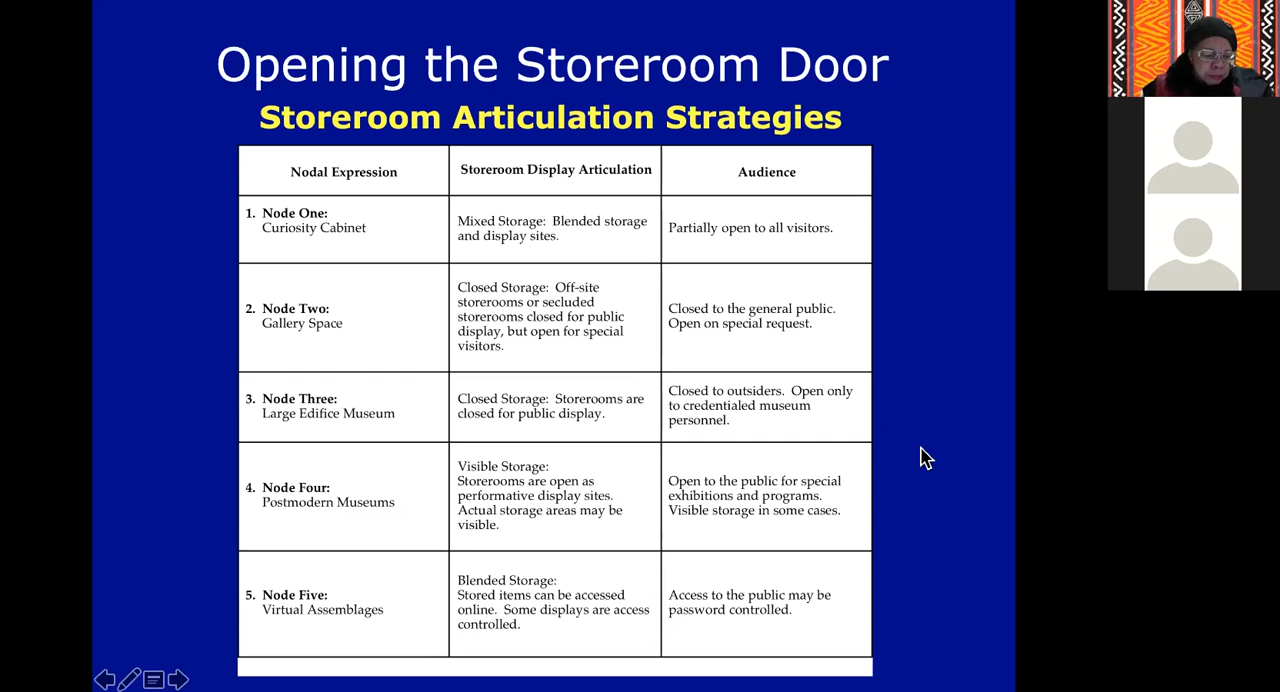 Opening the Storeroom Door
Storeroom Articulation Strategies
Nodal Expression
Storeroom Display Articulation
Audience
1. Node One:
Curiosity Cabinet
Mixed Storage: Blended storage
and display sites.
Partially open to all visitors.
2. Node Two:
Gallery Space
Closed Storage: Off-site
storerooms or secluded
storerooms closed for public
display, but open for special
visitors.
Closed to the general public.
Open on special request.
3. Node Three:
Large Edifice Museum
Closed Storage: Storerooms are
closed for public display.
Closed to outsiders. Open only
to credentialed museum
personnel.
4. Node Four:
Postmodern Museums
Visible Storage:
Storerooms are open as
performative display sites.
Actual storage areas may be
visible.
Open to the public for special
exhibitions and programs.
Visible storage in some cases.
5. Node Five:
Virtual Assemblages
Blended Storage:
Stored items can be accessed
online. Some displays are access
controlled.
Access to the public may be
password controlled.